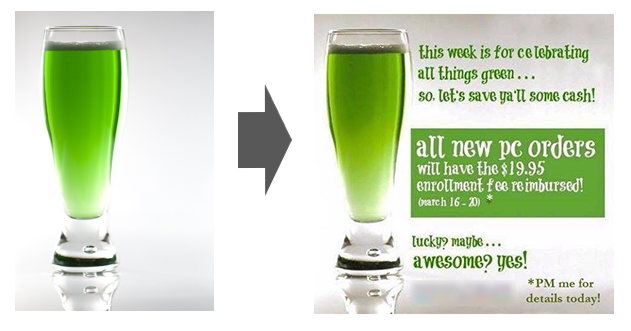 this week is for celebrating
all things green...
so, let's save ya'll some cash!
all new pc orders
will have the $19.95
enrollment fee reimbursed!
(march 16 - 20) *
lucky? maybe...
awesome? yes!
*PM me for
details today!